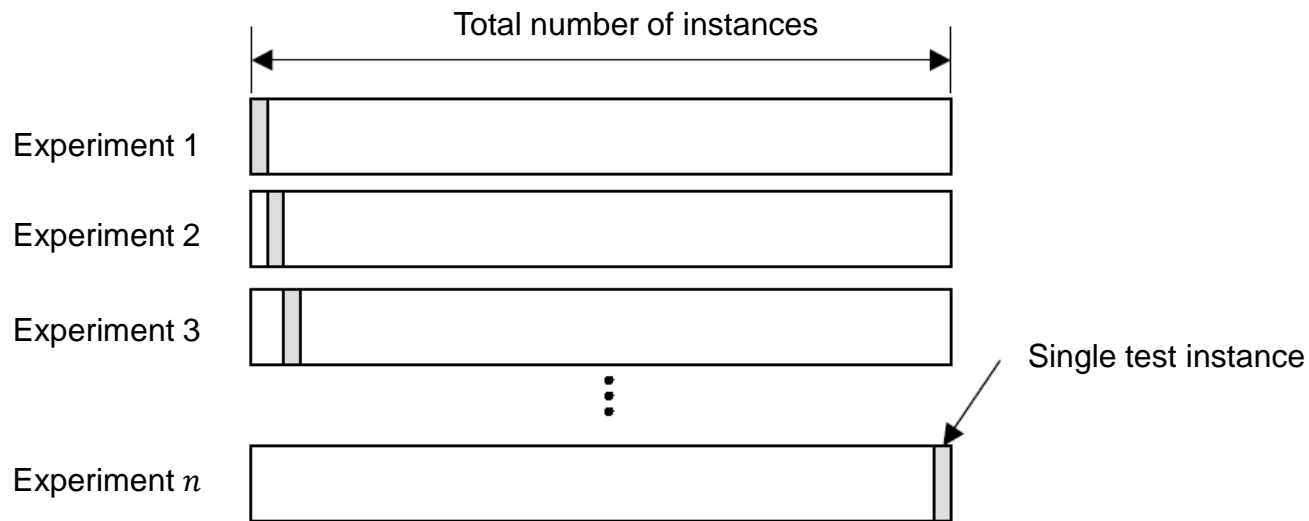 Total number of instances
Experiment 1
Experiment 2
Experiment 3
Single test instance
Experiment 𝑛